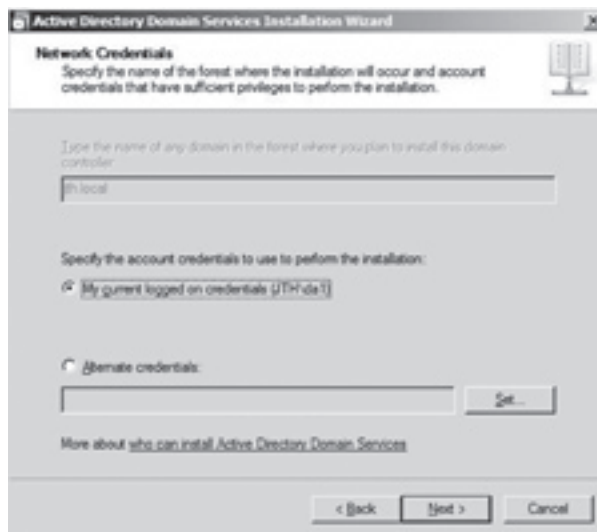 Active Directory Domain Services Installation Wizard
Network Credentials
Specify the name of the forest where the installation will occur and account
credentials that have sufficient privileges to perform the installation.
Type the name of any domain in the forest where you plan to install this domain
controller
jth.local
Specify the account credentials to use to perform the installation:
My current logged on credentials (JTH\da1)
Alternate credentials:
Set...
More about who can install Active Directory Domain Services
< Back
Next >
Cancel